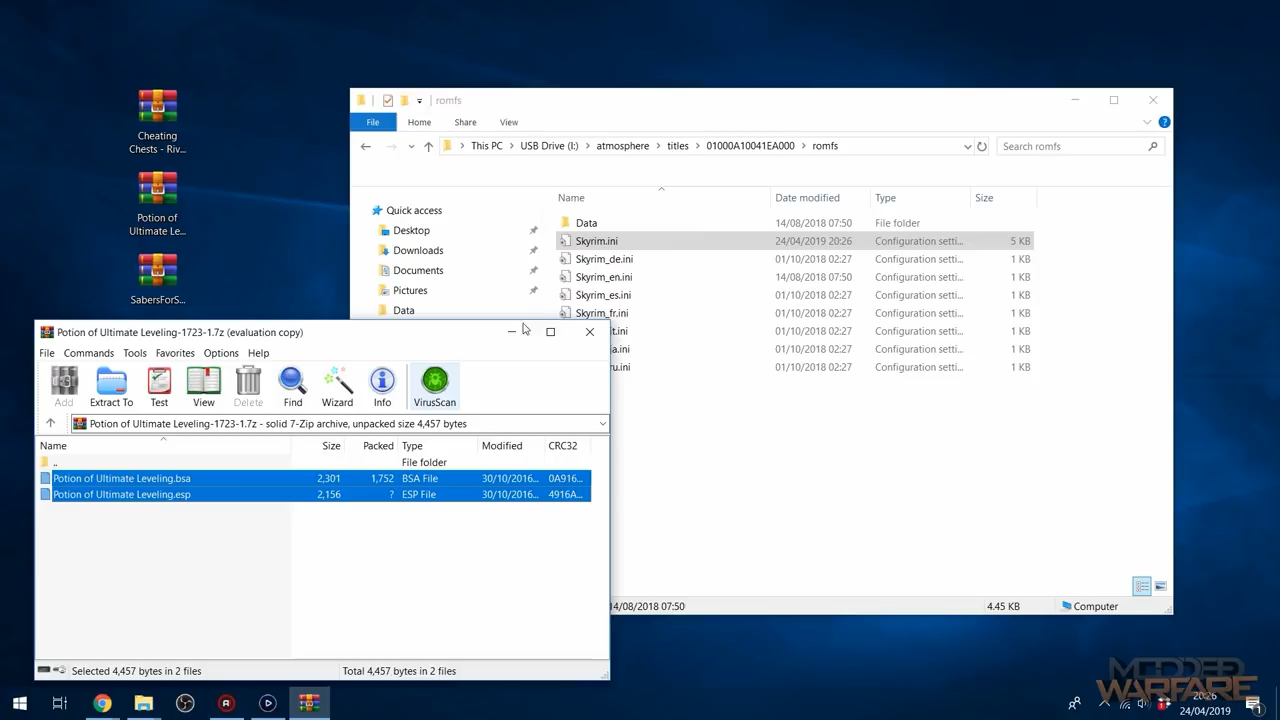 Cheating
Chests - Riv...
Potion of
Ultimate Le...
SabersForS...
romfs
File Home Share View
This PC USB Drive (I:) atmosphere titles 01000A10041EA000 romfs
Search romfs
Name Date modified Type Size
Quick access
Desktop
Downloads
Documents
Pictures
Data
Data 14/08/2018 07:50 File folder
Skyrim.ini 24/04/2019 20:26 Configuration setti... 5 KB
Skyrim_de.ini 01/10/2018 02:27 Configuration setti... 1 KB
Skyrim_en.ini 14/08/2018 07:50 Configuration setti... 1 KB
Skyrim_es.ini 01/10/2018 02:27 Configuration setti... 1 KB
Skyrim_fr.ini 01/10/2018 02:27 Configuration setti... 1 KB
lt.ini 01/10/2018 02:27 Configuration setti... 1 KB
a.ini 01/10/2018 02:27 Configuration setti... 1 KB
ru.ini 01/10/2018 02:27 Configuration setti... 1 KB
14/08/2018 07:50 4.45 KB Computer
Potion of Ultimate Leveling-1723-1.7z (evaluation copy)
File Commands Tools Favorites Options Help
Add Extract To Test View Delete Find Wizard Info VirusScan
Potion of Ultimate Leveling-1723-1.7z - solid 7-Zip archive, unpacked size 4,457 bytes
Name Size Packed Type Modified CRC32
.. File folder
Potion of Ultimate Leveling.bsa 2,301 1,752 BSA File 30/10/2016... 0A916...
Potion of Ultimate Leveling.esp 2,156 ? ESP File 30/10/2016... 4916A...
Selected 4,457 bytes in 2 files
Total 4,457 bytes in 2 files
MODDED
WARFARE
20:26
24/04/2019
1